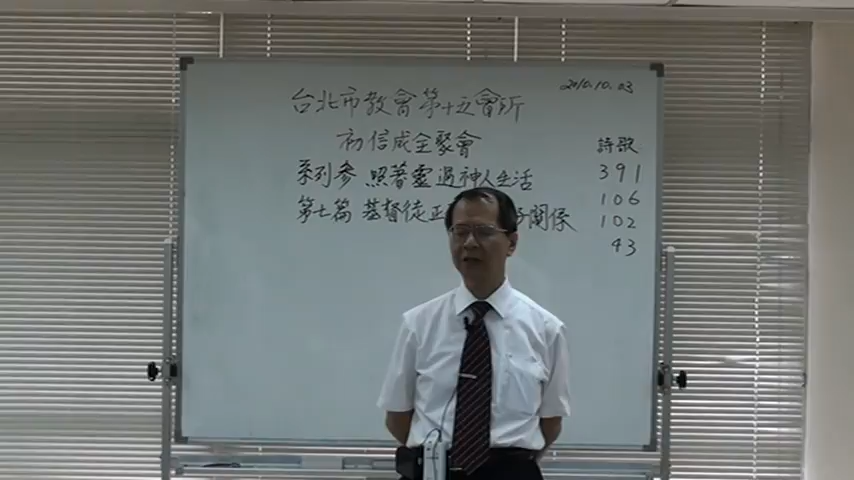 2010.10.03
台北市教會第十五會所
初信成全聚會
系列參 照著靈過神人生活
第七篇 基督徒正 關係
詩歌
391
106
102
43